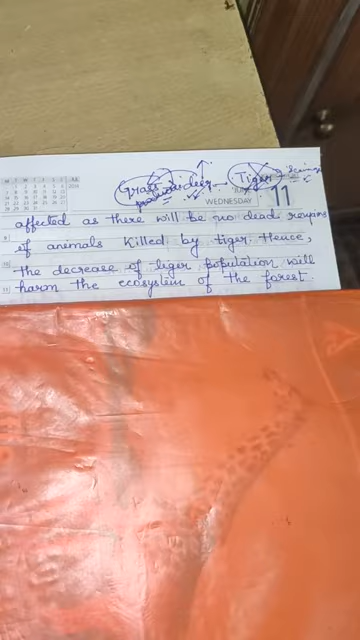 Grass deer Tiger
producer
WEDNESDAY 11
affected as there will be no dead remains
of animals killed by tiger. Hence,
the decrease of tiger population will
harm the ecosystem of the forest.